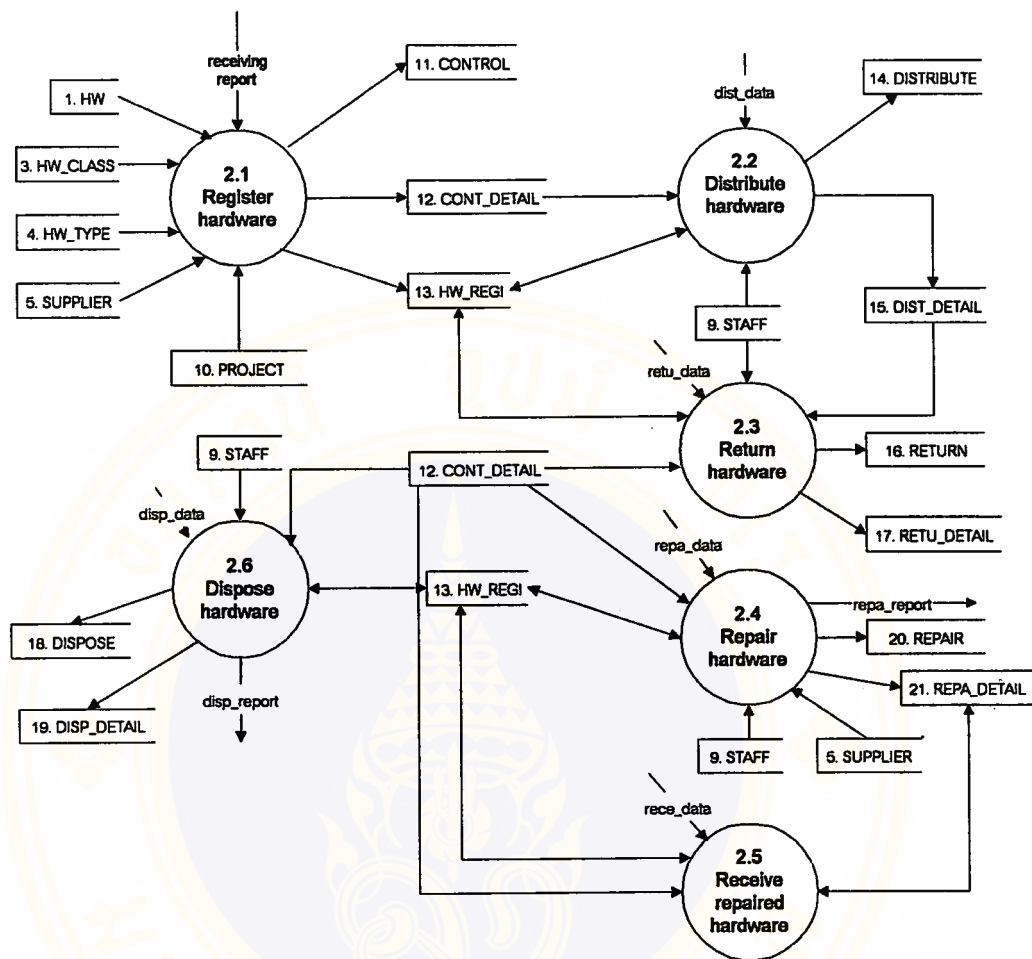 receiving
report
11. CONTROL
1. HW
dist_data
14. DISTRIBUTE
3. HW_CLASS
2.1
Register
hardware
2.2
Distribute
hardware
12. CONT_DETAIL
4. HW_TYPE
5. SUPPLIER
13. HW_REGI
9. STAFF
15. DIST_DETAIL
10. PROJECT
retu_data
2.3
Return
hardware
16. RETURN
9. STAFF
12. CONT_DETAIL
disp_data
17. RETU_DETAIL
repa_data
2.6
Dispose
hardware
13. HW_REGI
2.4
Repair
hardware
repa_report
20. REPAIR
18. DISPOSE
21. REPA_DETAIL
disp_report
19. DISP_DETAIL
9. STAFF
5. SUPPLIER
rece_data
2.5
Receive
repaired
hardware